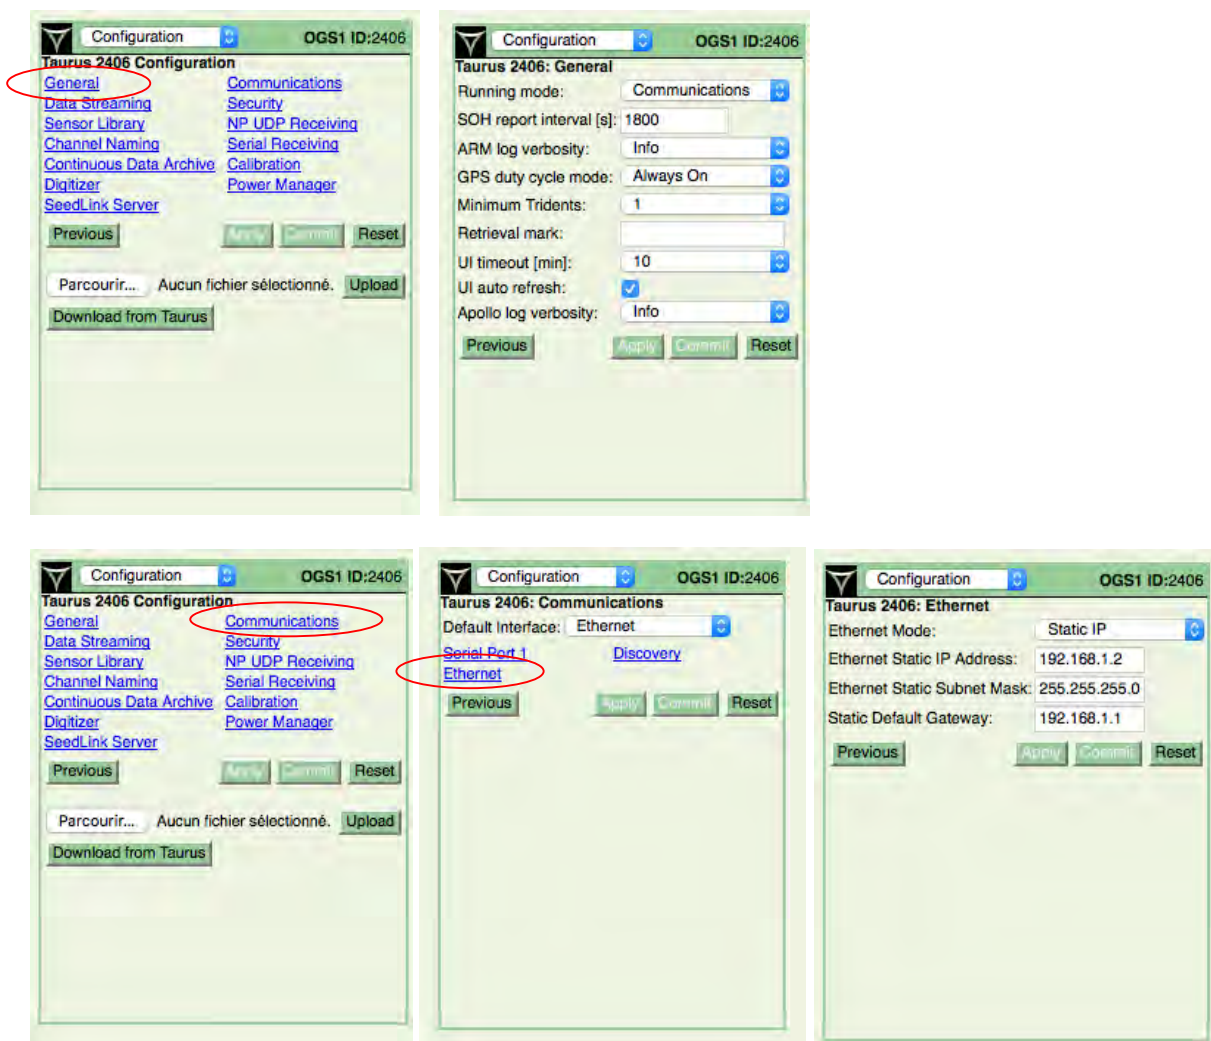 Configuration OGS1 ID:2406
Taurus 2406 Configuration
General Communications
Data Streaming Security
Sensor Library NP UDP Receiving
Channel Naming Serial Receiving
Continuous Data Archive Calibration
Digitizer Power Manager
SeedLink Server
Previous Apply Commit Reset
Parcourir... Aucun fichier sélectionné. Upload
Download from Taurus
Configuration OGS1 ID:2406
Taurus 2406: General
Running mode: Communications
SOH report interval [s]: 1800
ARM log verbosity: Info
GPS duty cycle mode: Always On
Minimum Tridents: 1
Retrieval mark:
UI timeout [min]: 10
UI auto refresh:
Apollo log verbosity: Info
Previous Apply Commit Reset
Configuration OGS1 ID:2406
Taurus 2406 Configuration
General Communications
Data Streaming Security
Sensor Library NP UDP Receiving
Channel Naming Serial Receiving
Continuous Data Archive Calibration
Digitizer Power Manager
SeedLink Server
Previous Apply Commit Reset
Parcourir... Aucun fichier sélectionné. Upload
Download from Taurus
Configuration OGS1 ID:2406
Taurus 2406: Communications
Default Interface: Ethernet
Serial Port 1 Discovery
Ethernet
Previous Apply Commit Reset
Configuration OGS1 ID:2406
Taurus 2406: Ethernet
Ethernet Mode: Static IP
Ethernet Static IP Address: 192.168.1.2
Ethernet Static Subnet Mask: 255.255.255.0
Static Default Gateway: 192.168.1.1
Previous Apply Commit Reset